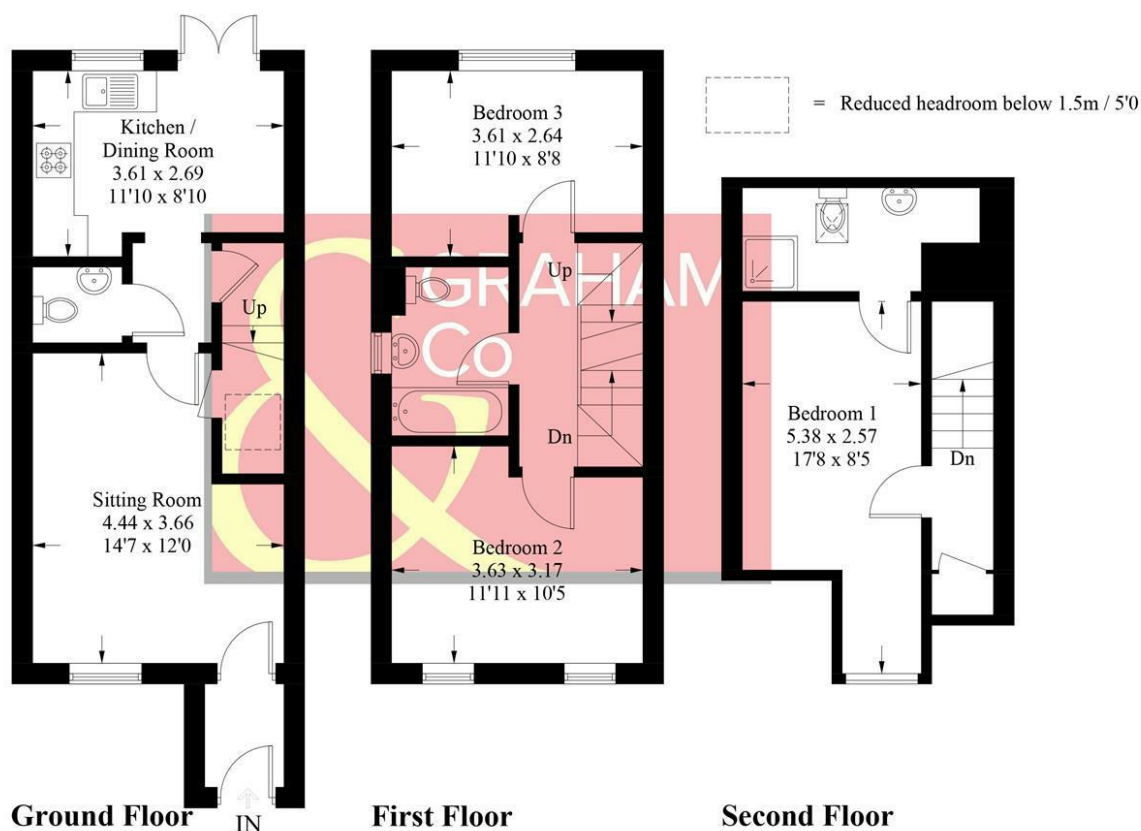 Kitchen /
Dining Room
3.61 x 2.69
11'10 x 8'10
Up
Sitting Room
4.44 x 3.66
14'7 x 12'0
IN
Ground Floor
Bedroom 3
3.61 x 2.64
11'10 x 8'8
Up
Dn
Bedroom 2
3.63 x 3.17
11'11 x 10'5
First Floor
= Reduced headroom below 1.5m / 5'0
Bedroom 1
5.38 x 2.57
17'8 x 8'5
Dn
Second Floor
&
GRAHAM
Co